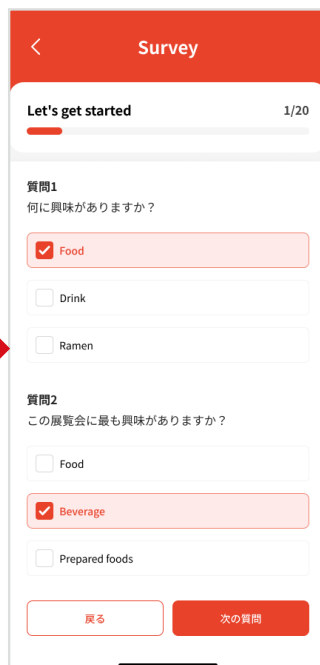 Survey
Let's get started 1/20
質問1
何に興味がありますか？
Food
Drink
Ramen
質問2
この展覧会に最も興味がありますか？
Food
Beverage
Prepared foods
戻る 次の質問